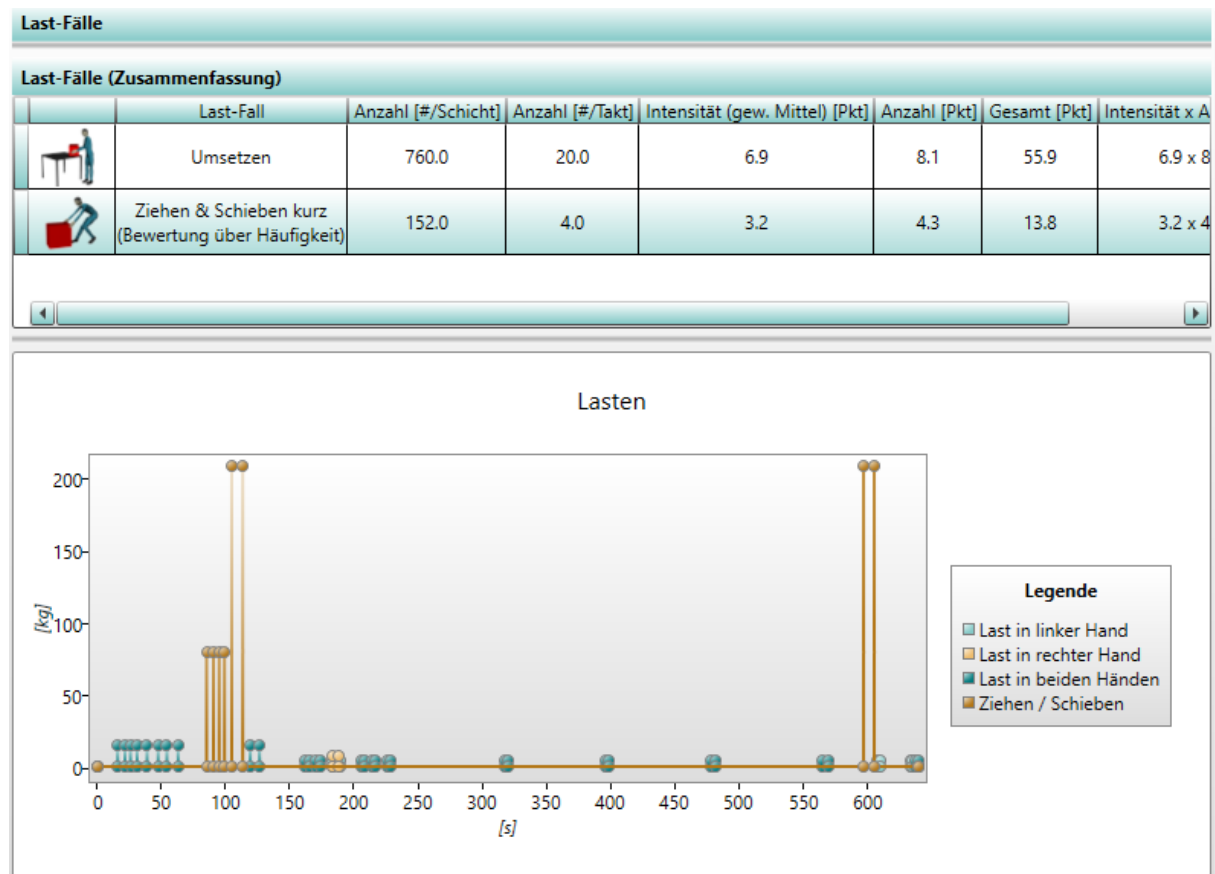 Last-Fälle
Last-Fälle (Zusammenfassung)
Last-Fall Anzahl [#/Schicht] Anzahl [#/Takt] Intensität (gew. Mittel) [Pkt] Anzahl [Pkt] Gesamt [Pkt] Intensität x A
Umsetzen 760.0 20.0 6.9 8.1 55.9 6.9 x 8
Ziehen & Schieben kurz
(Bewertung über Häufigkeit) 152.0 4.0 3.2 4.3 13.8 3.2 x 4
Lasten
200
150
100
50
0
[kg]
0 50 100 150 200 250 300 350 400 450 500 550 600
[s]
Legende
Last in linker Hand
Last in rechter Hand
Last in beiden Händen
Ziehen / Schieben